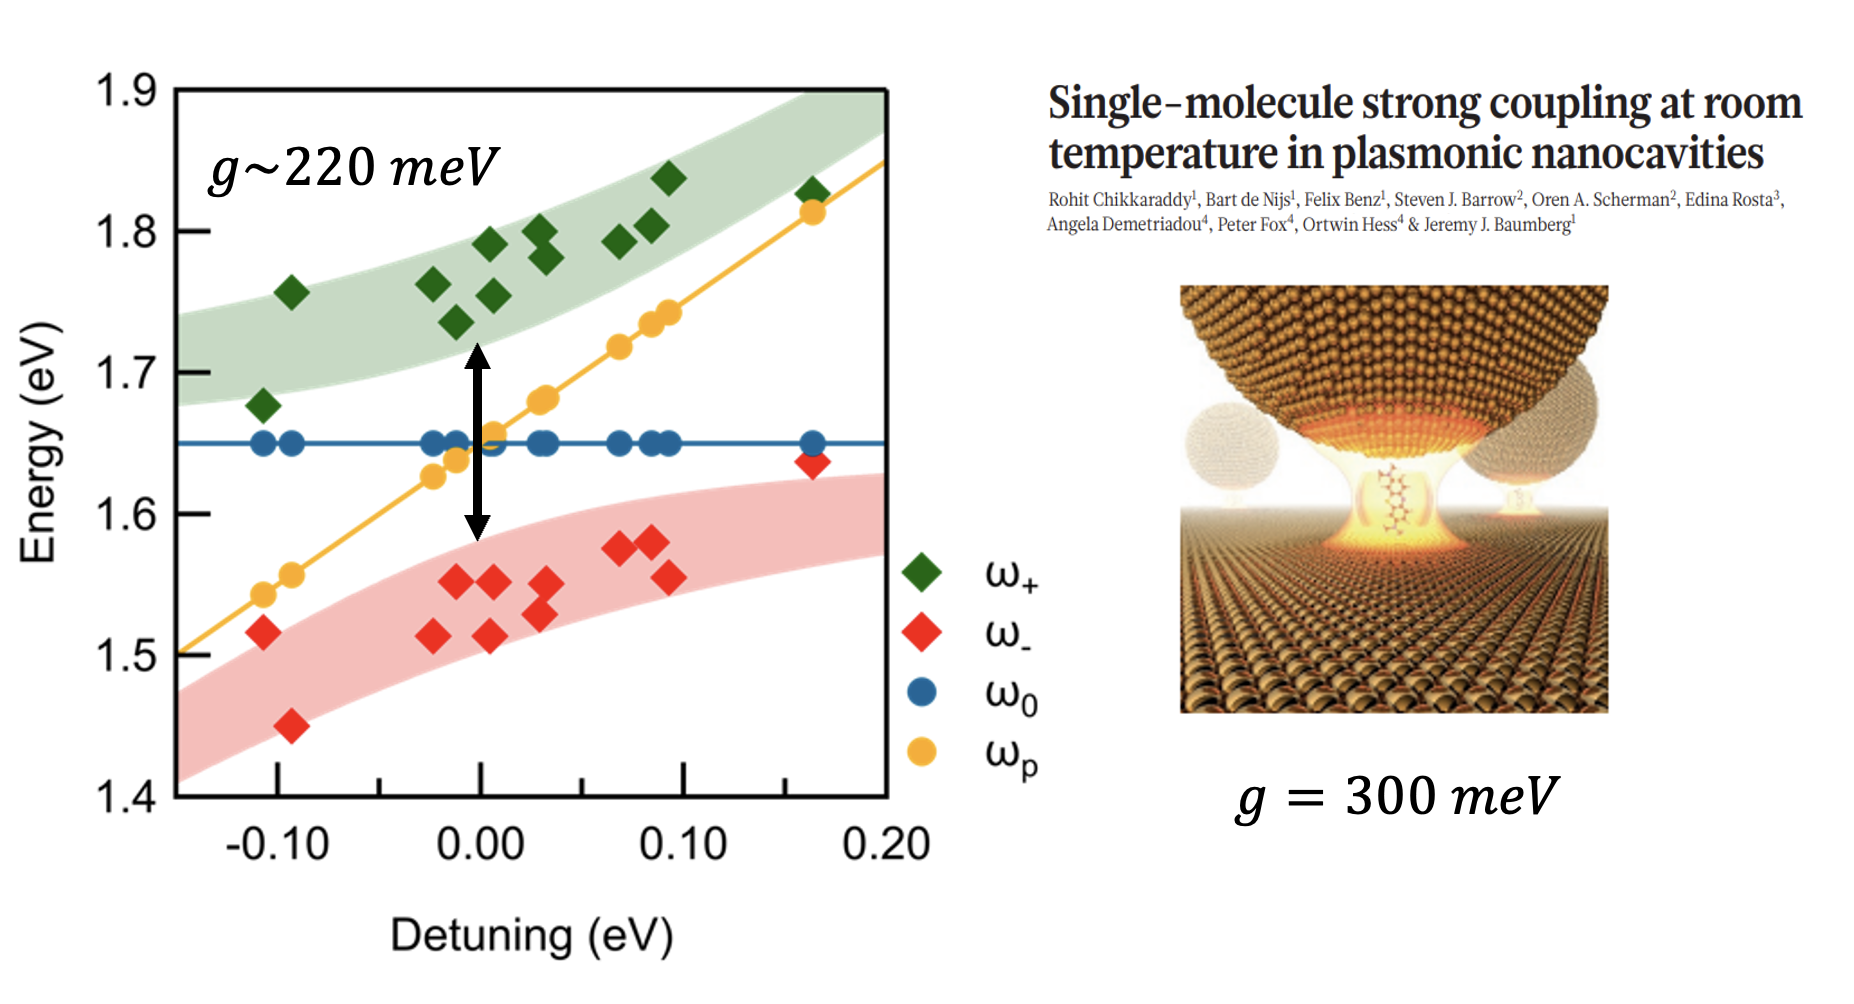 1.9
1.8
1.7
1.6
1.5
1.4
Energy (eV)
g~220 meV
-0.10 0.00 0.10 0.20
Detuning (eV)
ω+
ω-
ω0
ωp
Single-molecule strong coupling at room
temperature in plasmonic nanocavities
Rohit Chikkaraddy1, Bart de Nijs1, Felix Benz1, Steven J. Barrow2, Oren A. Scherman2, Edina Rosta3,
Angela Demetriadou4, Peter Fox4, Ortwin Hess4 & Jeremy J. Baumberg1
g = 300 meV